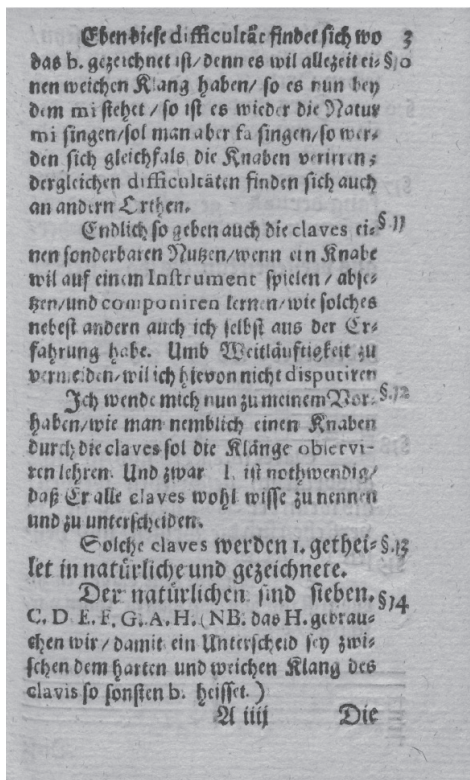 Eben diese difficultät findet sich wo 3
das b. gezeichnet ist/ denn es wil allezeit ei- §10
nen weichen Klang haben/ so es nun bey
dem mi stehet / so ist es wieder die Natur
mi singen/sol man aber fa singen/so wer-
den sich gleichfals die Knaben verirren;
dergleichen difficultäten finden sich auch
an andern Orthen.
Endlich so geben auch die claves ei- §.11
nen sonderbaren Nutzen/wenn ein Knabe
wil auf einem Instrument spielen / abse-
tzen/und componiren lernen/wie solches
nebest andern auch ich selbst aus der Er-
fahrung habe. Umb Weitläuftigkeit zu
vermeiden/wil ich hievon nicht disputiren
Ich wende mich nun zu meinem Vor- §.12
haben/wie man nemblich einen Knaben
durch die claves sol die Klänge observi-
ren lehren. Und zwar 1. ist nothwendig/
daß Er alle claves wohl wisse zu nennen
und zu unterscheiden.
Solche claves werden 1. gethei- §.13
let in natürliche und gezeichnete.
Der natürlichen sind sieben. §14
C. D. E. F. G. A. H. (NB. das H. gebrau-
chen wir / damit ein Unterscheid sey zwi-
schen dem harten und weichen Klang des
clavis so sonsten b. heisset.)
A iiij Die